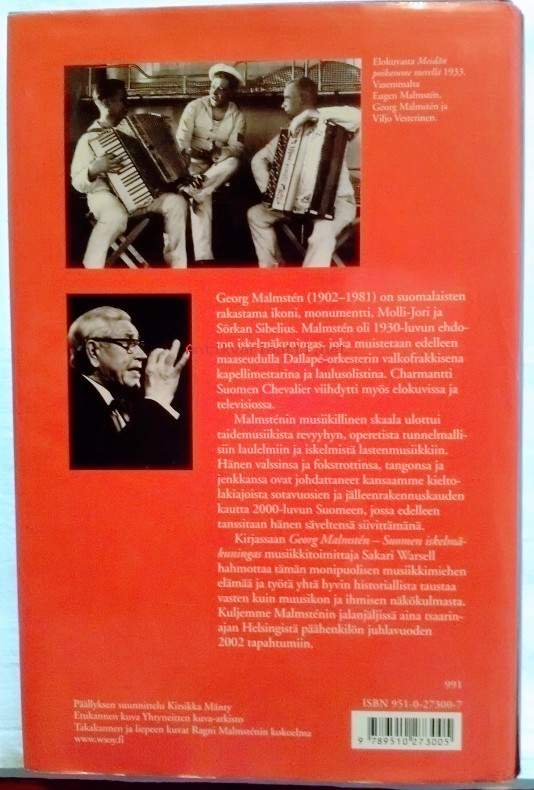 Elokuvasta Meidän
poikamme merellä 1933.
Vasemmalta
Eugen Malmstén,
Georg Malmstén ja
Viljo Vesterinen.
Georg Malmstén (1902–1981) on suomalaisten
rakastama ikoni, monumentti, Molli-Jori ja
Sörkan Sibelius. Malmstén oli 1930-luvun ehdo-
ton iskelmäkuningas, joka muistetaan edelleen
maaseudulla Dallapé-orkesterin valkofrakkisena
kapellimestarina ja laulusolistina. Charmantti
Suomen Chevalier viihdytti myös elokuvissa ja
televisiossa.
Malmsténin musiikillinen skaala ulottui
taidemusiikista revyyhyn, operetista tunnelmalli-
siin laulelmiin ja iskelmistä lastenmusiikkiin.
Hänen valssinsa ja fokstrottinsa, tangonsa ja
jenkkansa ovat johdattaneet kansaamme kielto-
lakiajoista sotavuosien ja jälleenrakennuskauden
kautta 2000-luvun Suomeen, jossa edelleen
tanssitaan hänen säveltensä siivittämänä.
Kirjassaan Georg Malmstén – Suomen iskelmä-
kuningas musiikkitoimittaja Sakari Warsell
hahmottaa tämän monipuolisen musiikkimiehen
elämää ja työtä yhtä hyvin historiallista taustaa
vasten kuin muusikon ja ihmisen näkökulmasta.
Kuljemme Malmsténin jalanjäljissä aina tsaarin-
ajan Helsingistä päähenkilön juhlavuoden
2002 tapahtumiin.
991
Päällyksen suunnittelu Kirsikka Mänty
Etukannen kuva Yhtyneitten kuva-arkisto
Takakannen ja liepeen kuvat Ragni Malmsténin kokoelma
www.wsoy.fi
ISBN 951-0-27300-7
9 789510 273005